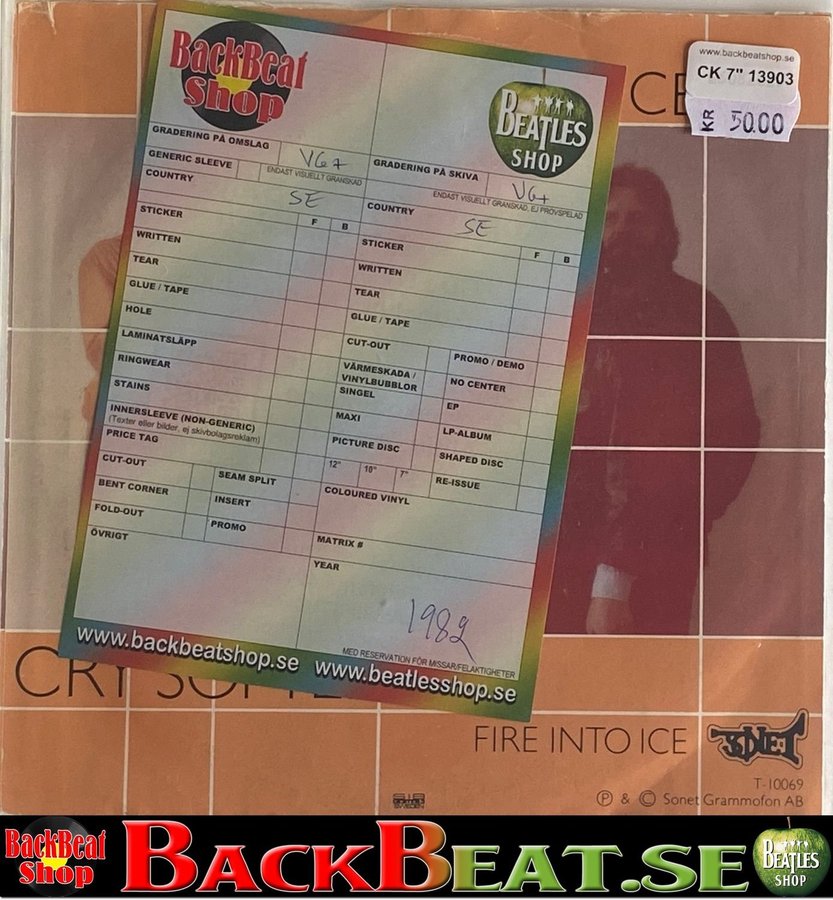 www.backbeatshop.se
CK 7" 13903
KR 50.00
BackBeat
Shop
BEATLES
SHOP
GRADERING PÅ OMSLAG
VG+
ENDAST VISUELLT GRANSKAD
GENERIC SLEEVE
COUNTRY
SE
F B
STICKER
WRITTEN
TEAR
GLUE / TAPE
HOLE
LAMINATSLÄPP
RINGWEAR
STAINS
INNERSLEEVE (NON-GENERIC)
(Texter eller bilder, ej skivbolagsreklam)
PRICE TAG
CUT-OUT
SEAM SPLIT
BENT CORNER
INSERT
FOLD-OUT
PROMO
ÖVRIGT
GRADERING PÅ SKIVA
VG+
ENDAST VISUELLT GRANSKAD, EJ PROVSPELAD
COUNTRY
SE
F B
STICKER
WRITTEN
TEAR
GLUE / TAPE
CUT-OUT
PROMO / DEMO
VÄRMESKADA /
VINYLBUBBLOR
NO CENTER
SINGEL
EP
MAXI
LP-ALBUM
PICTURE DISC
SHAPED DISC
12" 10" 7"
RE-ISSUE
COLOURED VINYL
MATRIX #
YEAR
1982
MED RESERVATION FÖR MISSAR/FELAKTIGHETER
www.backbeatshop.se www.beatlesshop.se
CRY
FIRE INTO ICE
SONET
T-10069
Ⓟ & © Sonet Grammofon AB
BackBeat
Shop
BACKBEAT.SE
BEATLES
SHOP